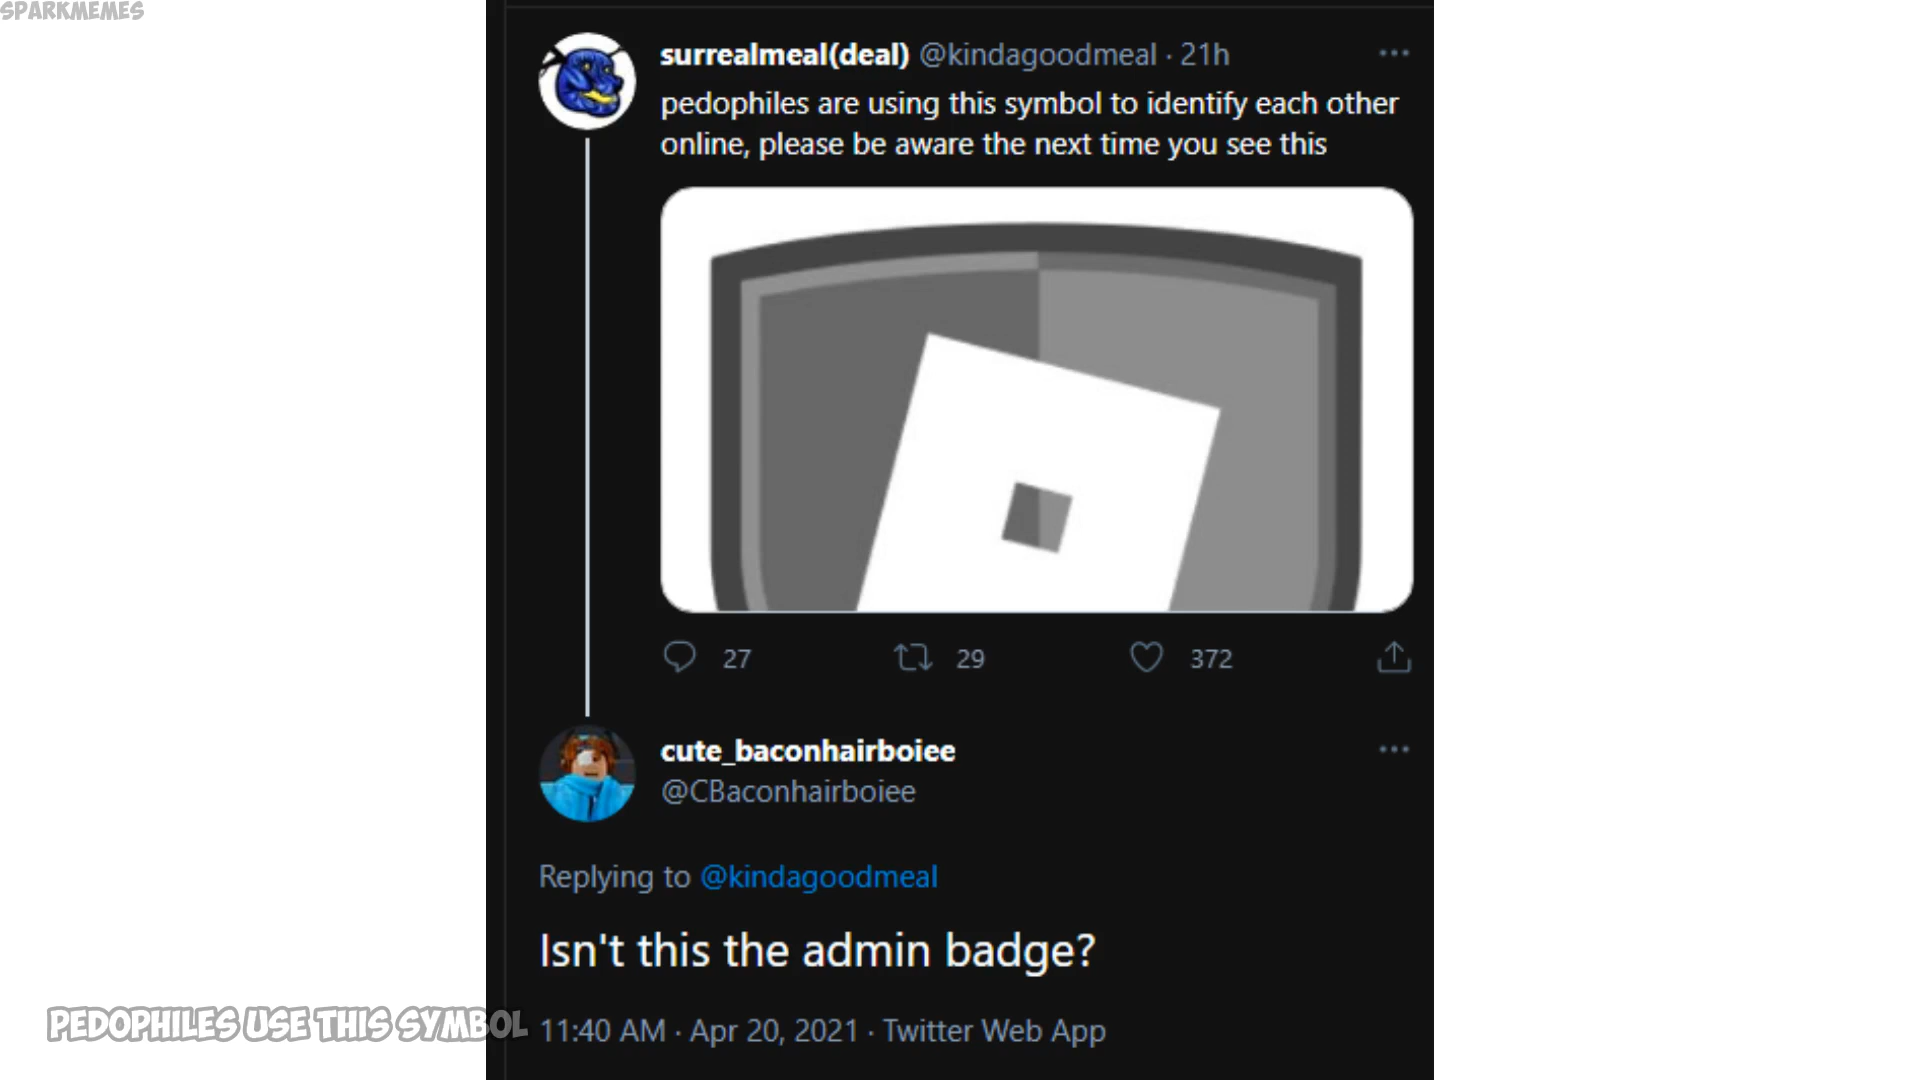 SPARKMEMES
surrealmeal(deal) @kindagoodmeal · 21h
pedophiles are using this symbol to identify each other
online, please be aware the next time you see this
27 29 372
cute_baconhairboiee
@CBaconhairboiee
Replying to @kindagoodmeal
Isn't this the admin badge?
11:40 AM · Apr 20, 2021 · Twitter Web App
PEDOPHILES USE THIS SYMBOL